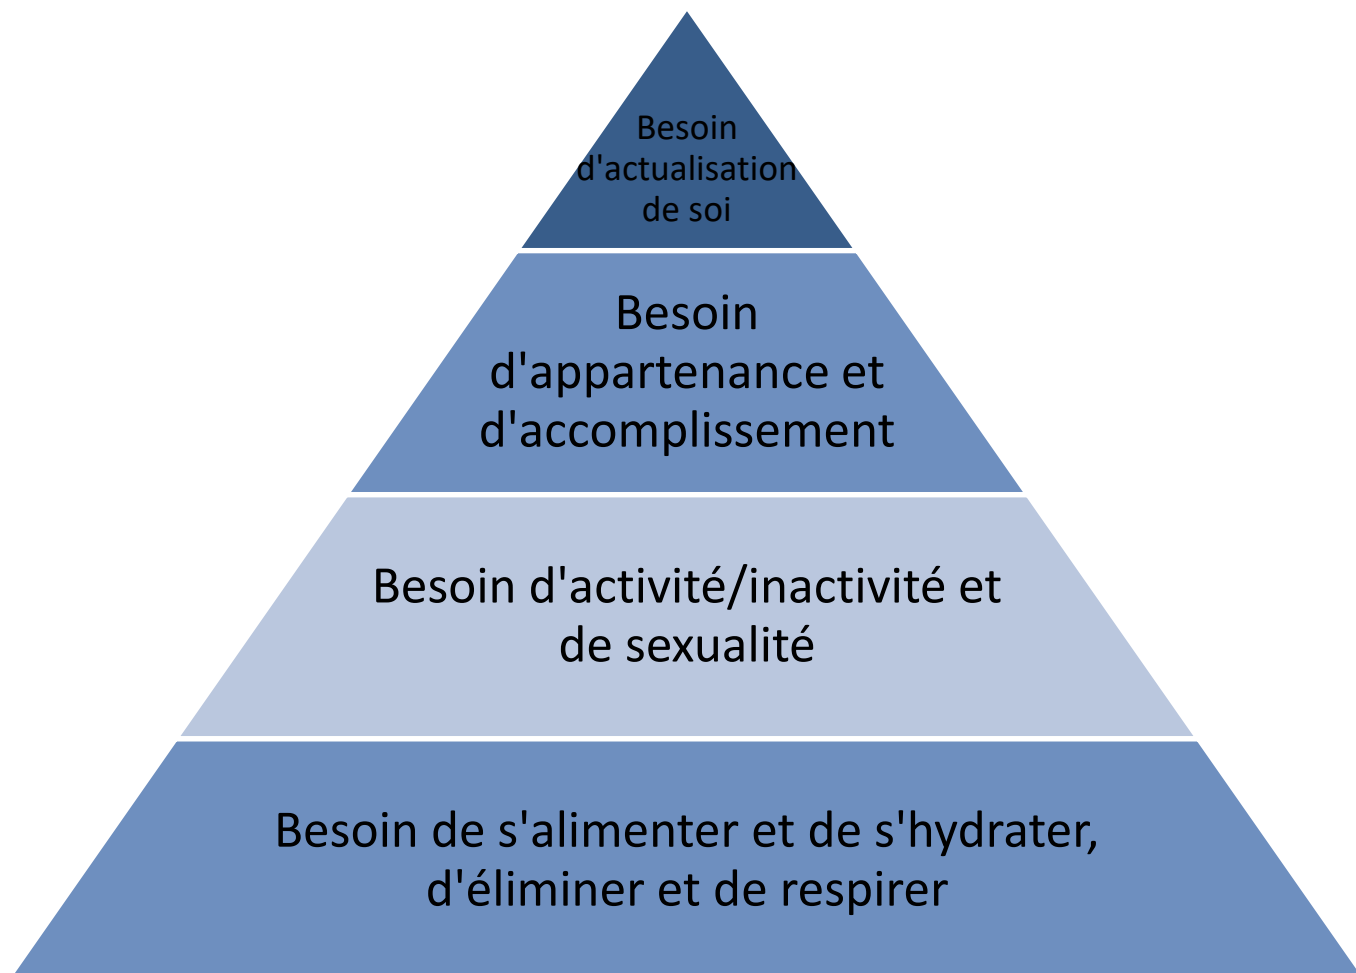 Besoin
d'actualisation
de soi
Besoin
d'appartenance et
d'accomplissement
Besoin d'activité/inactivité et
de sexualité
Besoin de s'alimenter et de s'hydrater,
d'éliminer et de respirer